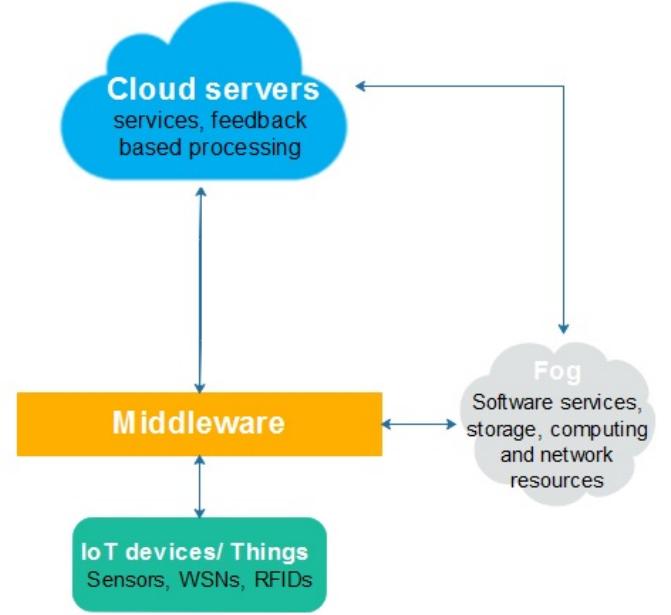 Cloud servers
services, feedback
based processing
Fog
Software services,
storage, computing
and network
resources
Middleware
IoT devices/ Things
Sensors, WSNs, RFIDs